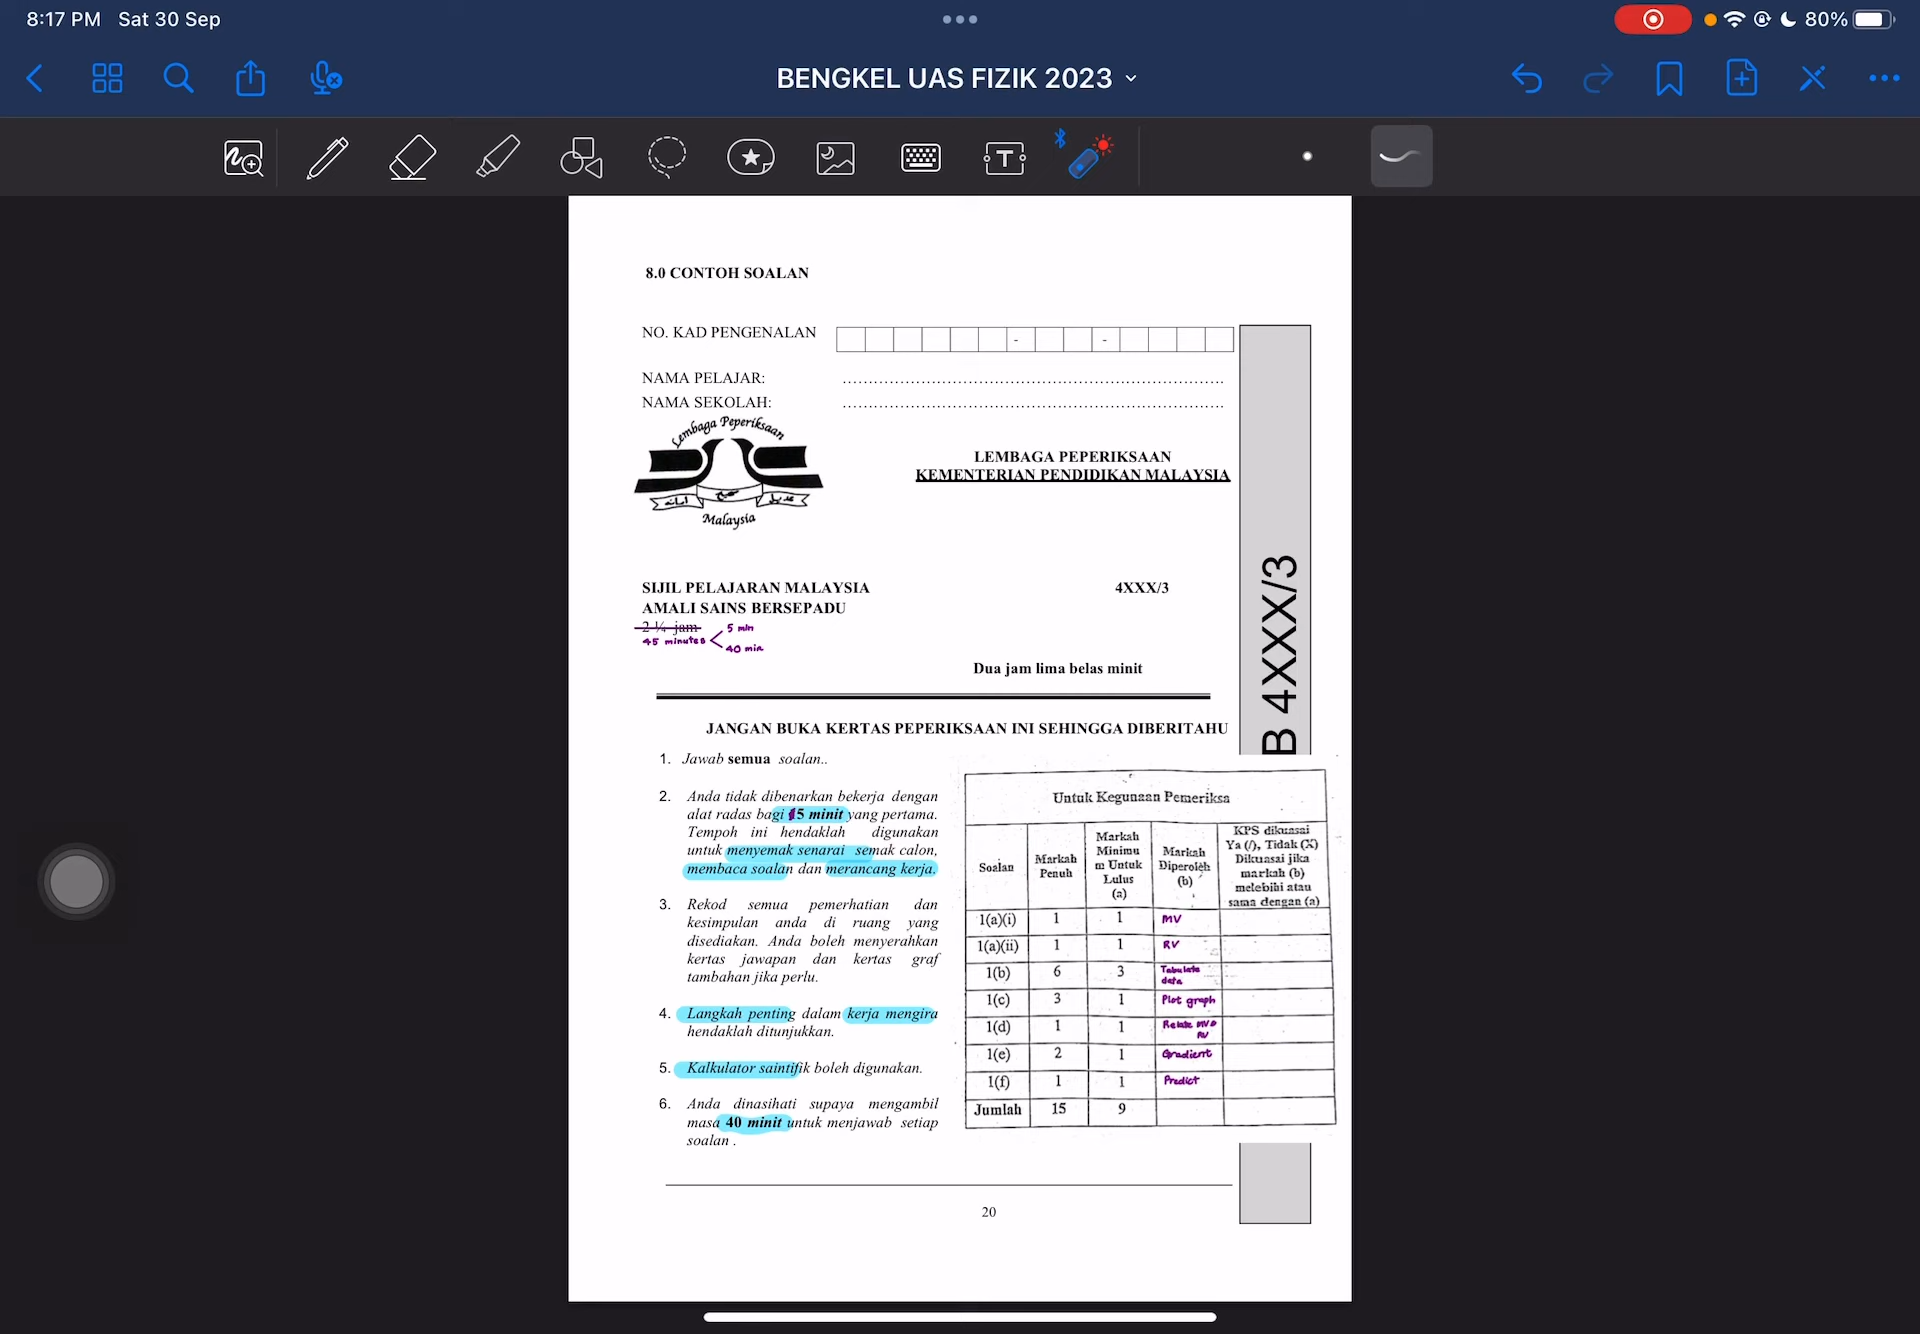 8:17 PM Sat 30 Sep
80%
BENGKEL UAS FIZIK 2023
8.0 CONTOH SOALAN
NO. KAD PENGENALAN - -
NAMA PELAJAR: ....................
NAMA SEKOLAH: ....................
Lembaga Peperiksaan
Malaysia
LEMBAGA PEPERIKSAAN
KEMENTERIAN PENDIDIKAN MALAYSIA
SIJIL PELAJARAN MALAYSIA 4XXX/3
AMALI SAINS BERSEPADU
2 ¼ jam 5 min
45 minutes 40 min
Dua jam lima belas minit
B 4XXX/3
JANGAN BUKA KERTAS PEPERIKSAAN INI SEHINGGA DIBERITAHU
1. Jawab semua soalan..
2. Anda tidak dibenarkan bekerja dengan
alat radas bagi 15 minit yang pertama.
Tempoh ini hendaklah digunakan
untuk menyemak senarai semak calon,
membaca soalan dan merancang kerja.
3. Rekod semua pemerhatian dan
kesimpulan anda di ruang yang
disediakan. Anda boleh menyerahkan
kertas jawapan dan kertas graf
tambahan jika perlu.
4. Langkah penting dalam kerja mengira
hendaklah ditunjukkan.
5. Kalkulator saintifik boleh digunakan.
6. Anda dinasihati supaya mengambil
masa 40 minit untuk menjawab setiap
soalan .
Untuk Kegunaan Pemeriksa
Soalan
Markah
Penuh
Markah
Minimu
m Untuk
Lulus
(a)
Markah
Diperoleh
(b)
KPS dikuasai
Ya (/), Tidak (X)
Dikuasai jika
markah (b)
melebihi atau
sama dengan (a)
1(a)(i) 1 1 MV
1(a)(ii) 1 1 RV
1(b) 6 3 Tabulate
data
1(c) 3 1 Plot graph
1(d) 1 1 Relate MV &
RV
1(e) 2 1 Gradient
1(f) 1 1 Predict
Jumlah 15 9
20